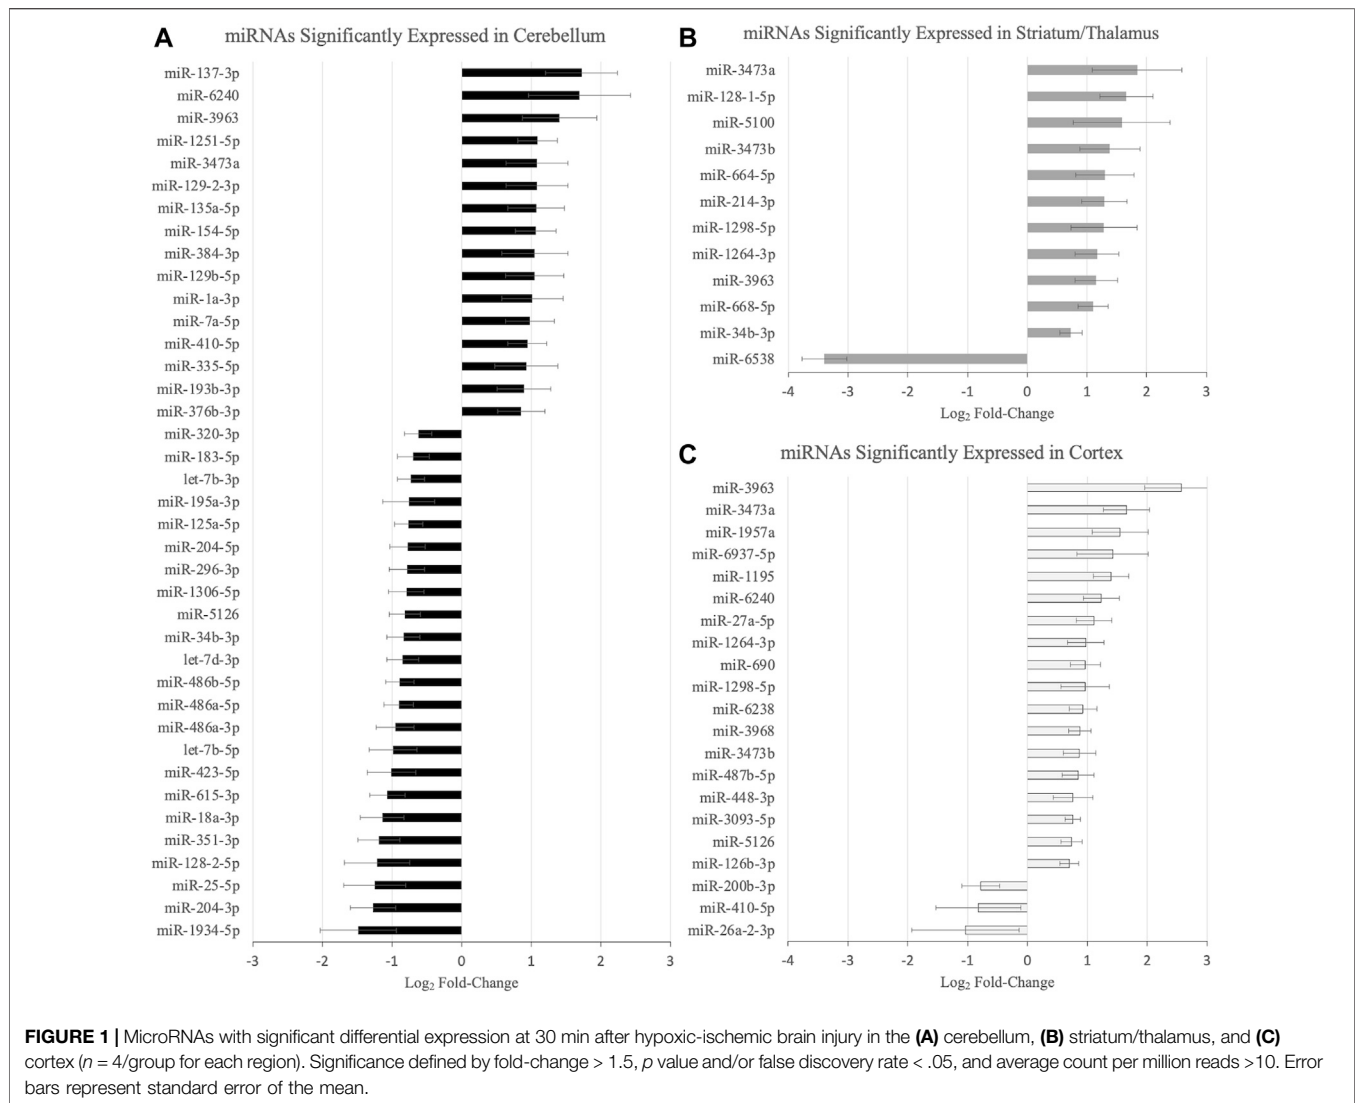 A
miRNAs Significantly Expressed in Cerebellum
miR-137-3p
miR-6240
miR-3963
miR-1251-5p
miR-3473a
miR-129-2-3p
miR-135a-5p
miR-154-5p
miR-384-3p
miR-129b-5p
miR-1a-3p
miR-7a-5p
miR-410-5p
miR-335-5p
miR-193b-3p
miR-376b-3p
miR-320-3p
miR-183-5p
let-7b-3p
miR-195a-3p
miR-125a-5p
miR-204-5p
miR-296-3p
miR-1306-5p
miR-5126
miR-34b-3p
let-7d-3p
miR-486b-5p
miR-486a-5p
miR-486a-3p
let-7b-5p
miR-423-5p
miR-615-3p
miR-18a-3p
miR-351-3p
miR-128-2-5p
miR-25-5p
miR-204-3p
miR-1934-5p
-3 -2 -1 0 1 2 3
Log2 Fold-Change
B
miRNAs Significantly Expressed in Striatum/Thalamus
miR-3473a
miR-128-1-5p
miR-5100
miR-3473b
miR-664-5p
miR-214-3p
miR-1298-5p
miR-1264-3p
miR-3963
miR-668-5p
miR-34b-3p
miR-6538
-4 -3 -2 -1 0 1 2 3
Log2 Fold-Change
C
miRNAs Significantly Expressed in Cortex
miR-3963
miR-3473a
miR-1957a
miR-6937-5p
miR-1195
miR-6240
miR-27a-5p
miR-1264-3p
miR-690
miR-1298-5p
miR-6238
miR-3968
miR-3473b
miR-487b-5p
miR-448-3p
miR-3093-5p
miR-5126
miR-126b-3p
miR-200b-3p
miR-410-5p
miR-26a-2-3p
-4 -3 -2 -1 0 1 2 3
Log2 Fold-Change
FIGURE 1 | MicroRNAs with significant differential expression at 30 min after hypoxic-ischemic brain injury in the (A) cerebellum, (B) striatum/thalamus, and (C)
cortex (n = 4/group for each region). Significance defined by fold-change > 1.5, p value and/or false discovery rate < .05, and average count per million reads >10. Error
bars represent standard error of the mean.